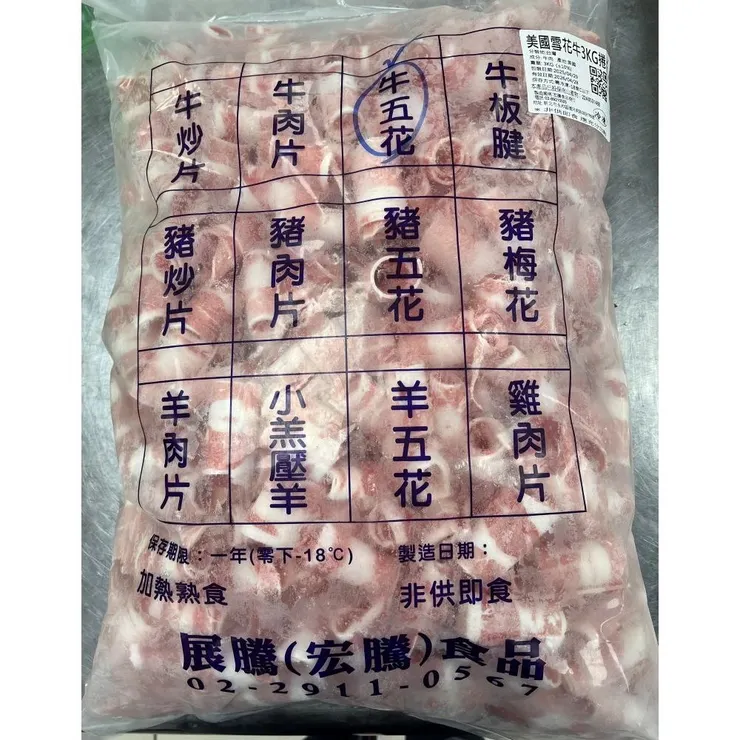 美國雪花牛3KG捲
牛炒片
牛肉片
牛五花
牛板腱
豬炒片
豬肉片
豬五花
豬梅花
羊肉片
小羔壓羊
羊五花
雞肉片
保存期限：一年(零下-18℃)
製造日期：
加熱熟食
非供即食
展騰(宏騰)食品
02-2911-0567